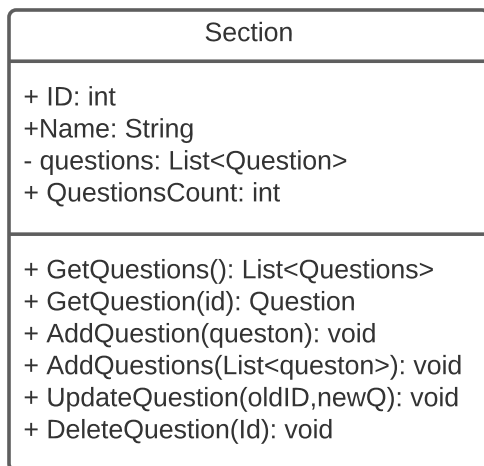 Section
+ ID: int
+Name: String
- questions: List<Question>
+ QuestionsCount: int
+ GetQuestions(): List<Questions>
+ GetQuestion(id): Question
+ AddQuestion(queston): void
+ AddQuestions(List<queston>): void
+ UpdateQuestion(oldID,newQ): void
+ DeleteQuestion(Id): void